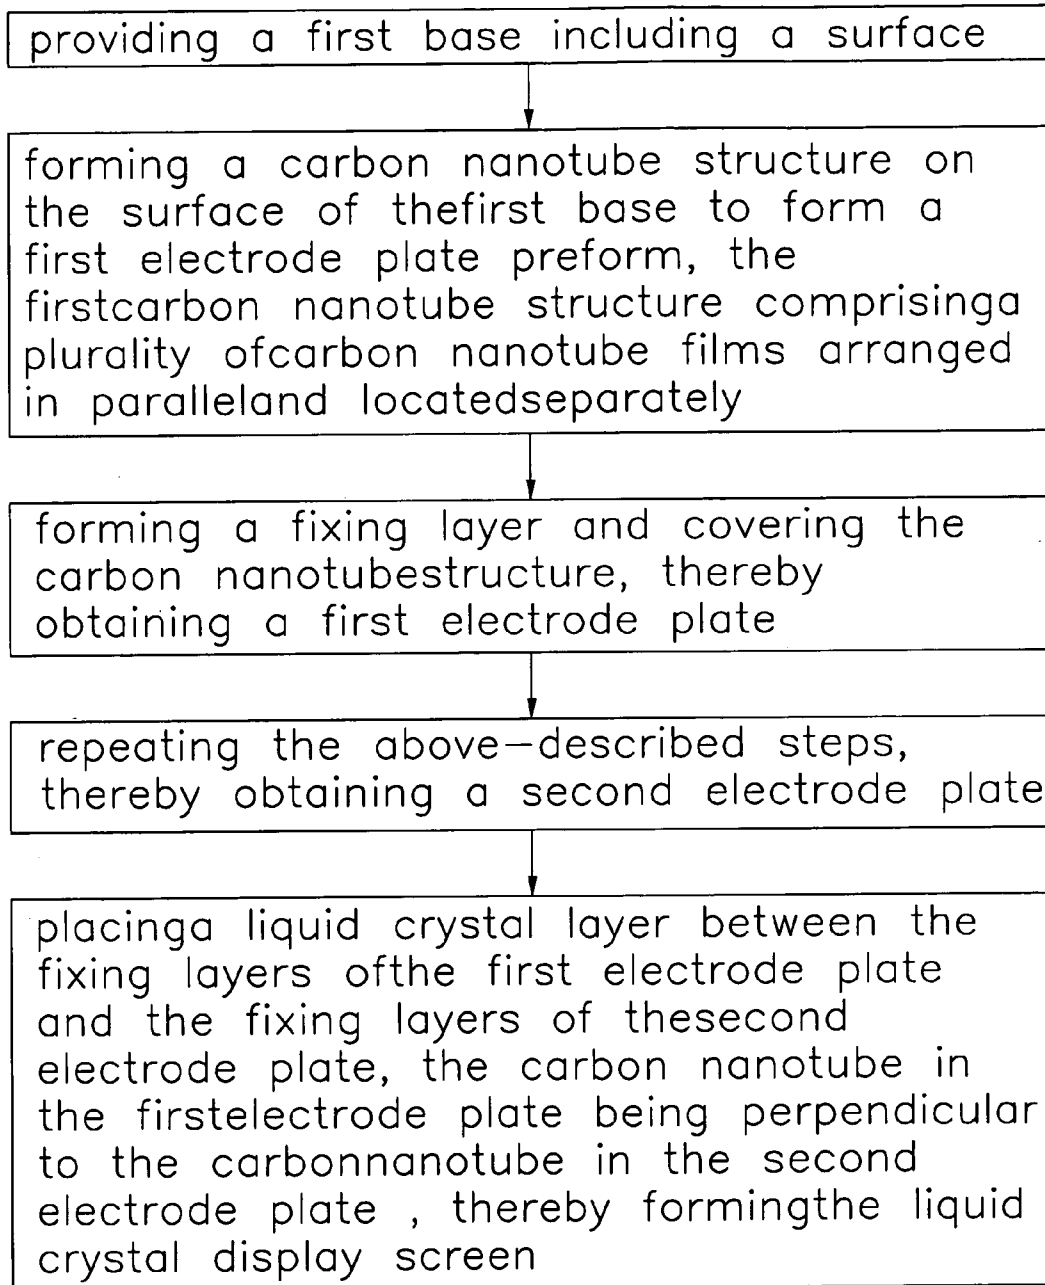 providing a first base including a surface
forming a carbon nanotube structure on
the surface of thefirst base to form a
first electrode plate preform, the
firstcarbon nanotube structure comprisinga
plurality ofcarbon nanotube films arranged
in paralleland locatedseparately
forming a fixing layer and covering the
carbon nanotubestructure, thereby
obtaining a first electrode plate
repeating the above-described steps,
thereby obtaining a second electrode plate
placinga liquid crystal layer between the
fixing layers ofthe first electrode plate
and the fixing layers of thesecond
electrode plate, the carbon nanotube in
the firstelectrode plate being perpendicular
to the carbonnanotube in the second
electrode plate , thereby formingthe liquid
crystal display screen